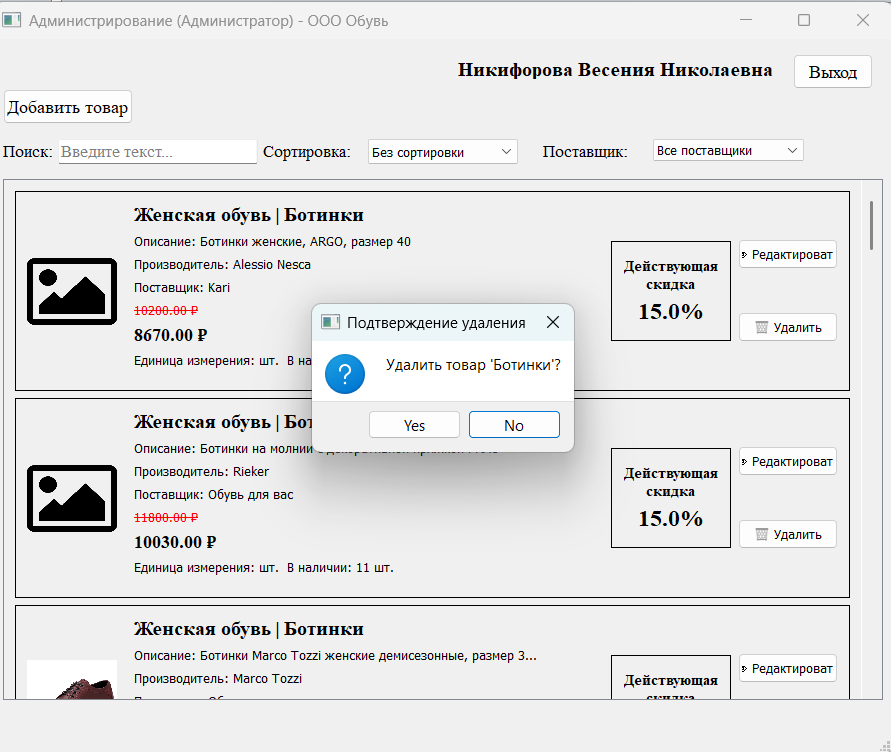 Администрирование (Администратор) - ООО Обувь
Никифорова Весения Николаевна
Выход
Добавить товар
Поиск: Введите текст... Сортировка: Без сортировки Поставщик: Все поставщики
Женская обувь | Ботинки
Описание: Ботинки женские, ARGO, размер 40
Производитель: Alessio Nesca
Поставщик: Kari
10200.00 ₽
8670.00 ₽
Единица измерения: шт. В на
Действующая
скидка
15.0%
Редактироват
Удалить
Подтверждение удаления
Удалить товар 'Ботинки'?
Yes No
Женская обувь | Бот
Описание: Ботинки на молнии с
Производитель: Rieker
Поставщик: Обувь для вас
11800.00 ₽
10030.00 ₽
Единица измерения: шт. В наличии: 11 шт.
Действующая
скидка
15.0%
Редактироват
Удалить
Женская обувь | Ботинки
Описание: Ботинки Marco Tozzi женские демисезонные, размер 3...
Производитель: Marco Tozzi
Действующая
скидка
Редактироват